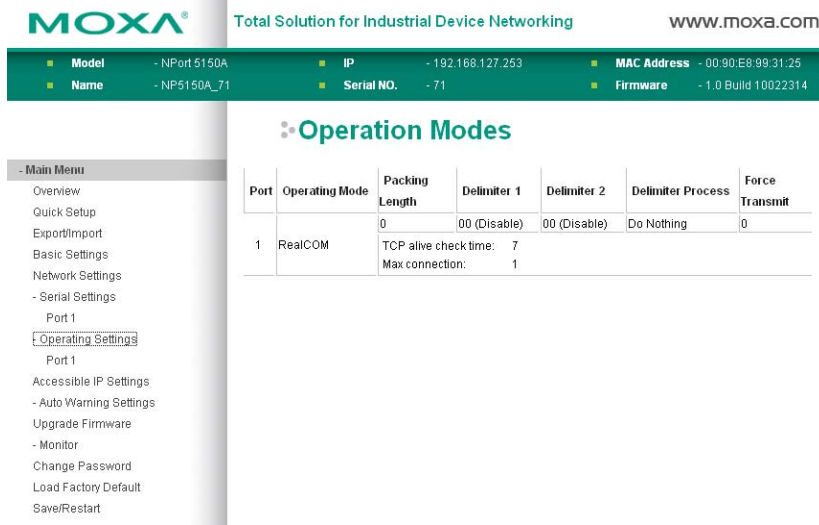 MOXA®
Total Solution for Industrial Device Networking
www.moxa.com
Model - NPort 5150A
IP - 192.168.127.253
MAC Address - 00:90:E8:99:31:25
Name - NP5150A_71
Serial NO. - 71
Firmware - 1.0 Build 10022314
Operation Modes
- Main Menu
Overview
Quick Setup
Export/Import
Basic Settings
Network Settings
- Serial Settings
Port 1
- Operating Settings
Port 1
Accessible IP Settings
- Auto Warning Settings
Upgrade Firmware
- Monitor
Change Password
Load Factory Default
Save/Restart
Port Operating Mode Packing Length Delimiter 1 Delimiter 2 Delimiter Process Force Transmit
1 RealCOM 0 00 (Disable) 00 (Disable) Do Nothing 0
TCP alive check time: 7
Max connection: 1